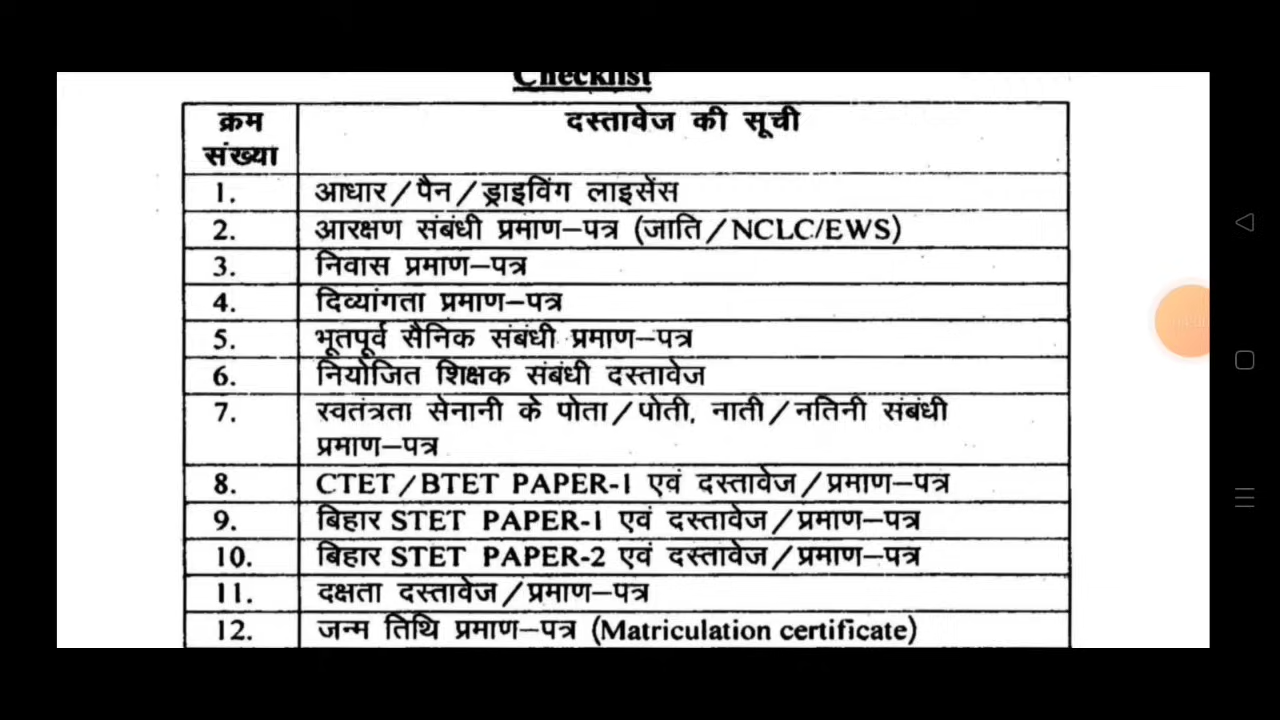 Checklist
क्रम संख्या दस्तावेज की सूची
1. आधार/पैन/ड्राइविंग लाइसेंस
2. आरक्षण संबंधी प्रमाण–पत्र (जाति/NCLC/EWS)
3. निवास प्रमाण–पत्र
4. दिव्यांगता प्रमाण–पत्र
5. भूतपूर्व सैनिक संबंधी प्रमाण–पत्र
6. नियोजित शिक्षक संबंधी दस्तावेज
7. स्वतंत्रता सेनानी के पोता/पोती, नाती/नतिनी संबंधी
प्रमाण–पत्र
8. CTET/BTET PAPER-1 एवं दस्तावेज/प्रमाण–पत्र
9. बिहार STET PAPER-1 एवं दस्तावेज/प्रमाण–पत्र
10. बिहार STET PAPER-2 एवं दस्तावेज/प्रमाण–पत्र
11. दक्षता दस्तावेज/प्रमाण–पत्र
12. जन्म तिथि प्रमाण–पत्र (Matriculation certificate)